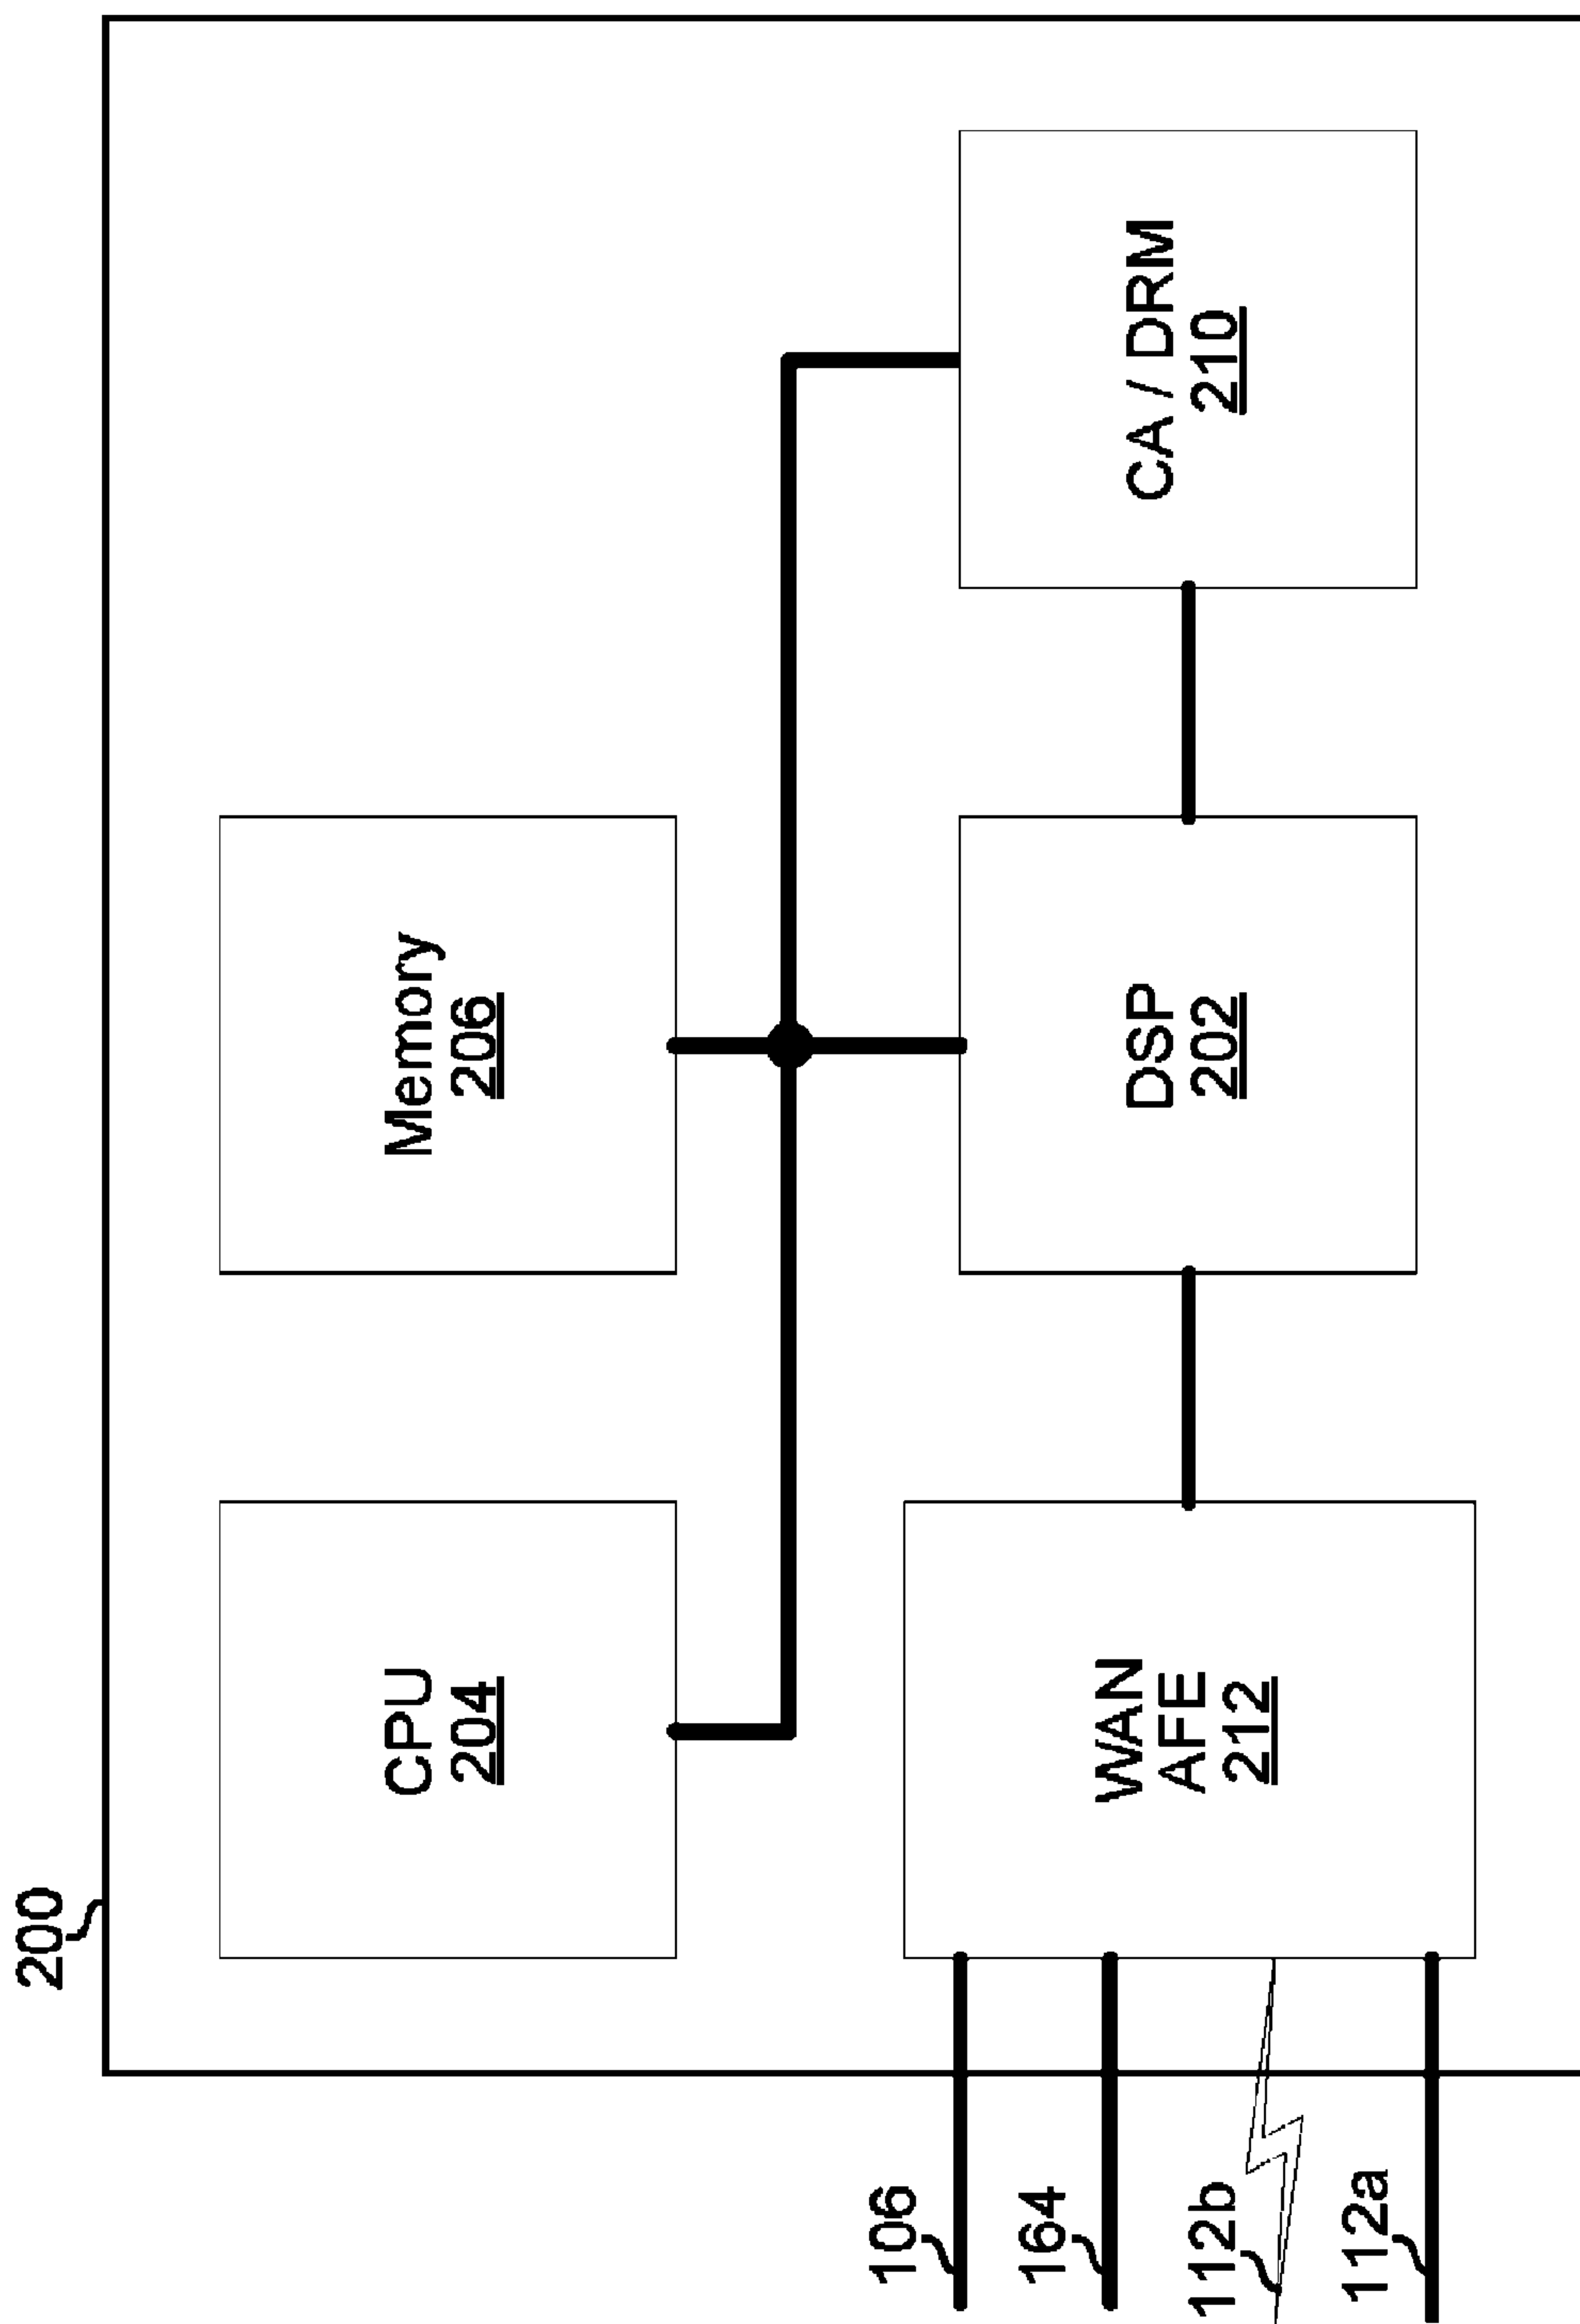 200
CPU
204
Memory
206
106
164
112b
112a
WAN
AFE
212
DSP
202
CA / DRM
210